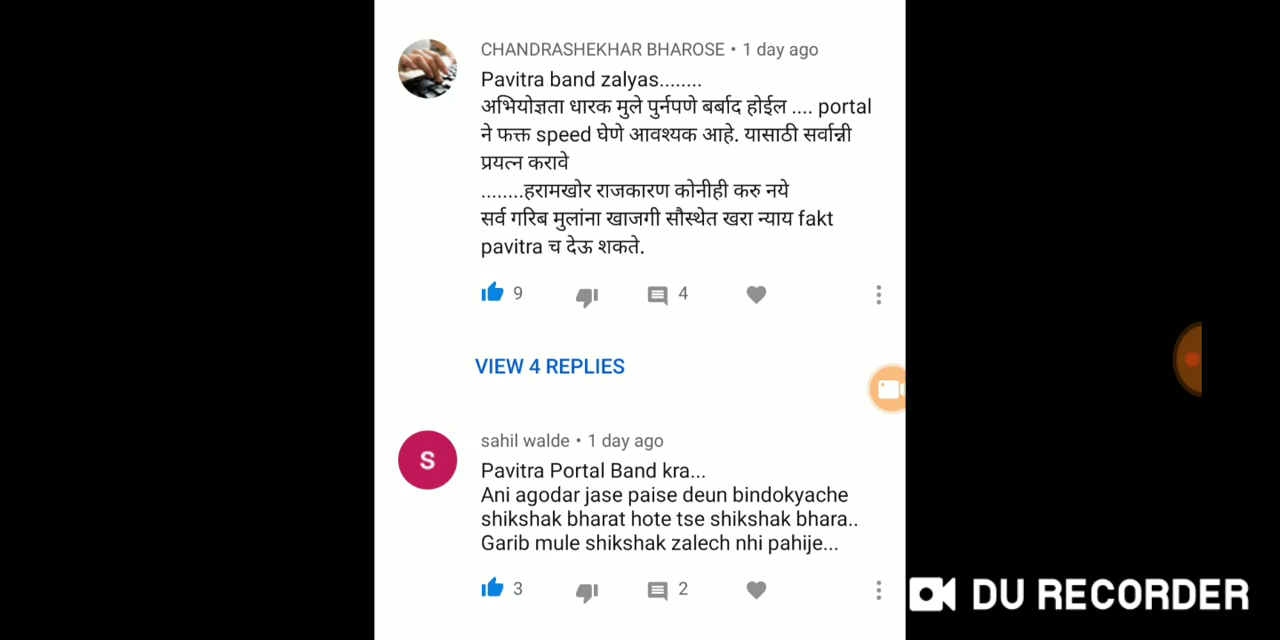 CHANDRASHEKHAR BHAROSE • 1 day ago
Pavitra band zalyas........
अभियोज्ञता धारक मुले पुर्नपणे बर्बाद होईल .... portal
ने फक्त speed घेणे आवश्यक आहे. यासाठी सर्वान्नी
प्रयत्न करावे
........हरामखोर राजकारण कोनीही करु नये
सर्व गरिब मुलांना खाजगी सौस्थेत खरा न्याय fakt
pavitra च देऊ शकते.
9 4
VIEW 4 REPLIES
S
sahil walde • 1 day ago
Pavitra Portal Band kra...
Ani agodar jase paise deun bindokyache
shikshak bharat hote tse shikshak bhara..
Garib mule shikshak zalech nhi pahije...
3 2
DU RECORDER